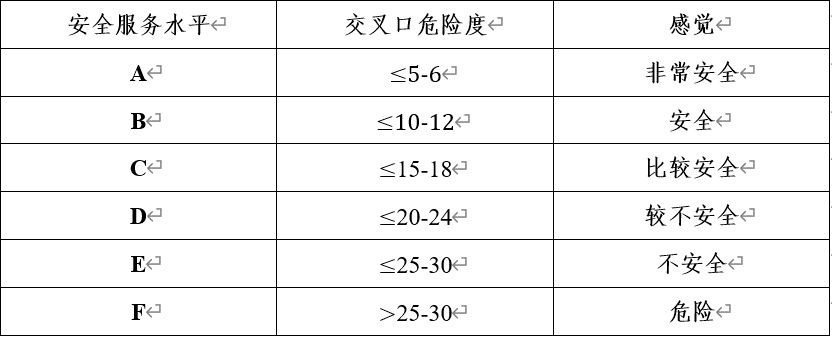 安全服务水平 交叉口危险度 感觉
A ≤5-6 非常安全
B ≤10-12 安全
C ≤15-18 比较安全
D ≤20-24 较不安全
E ≤25-30 不安全
F >25-30 危险